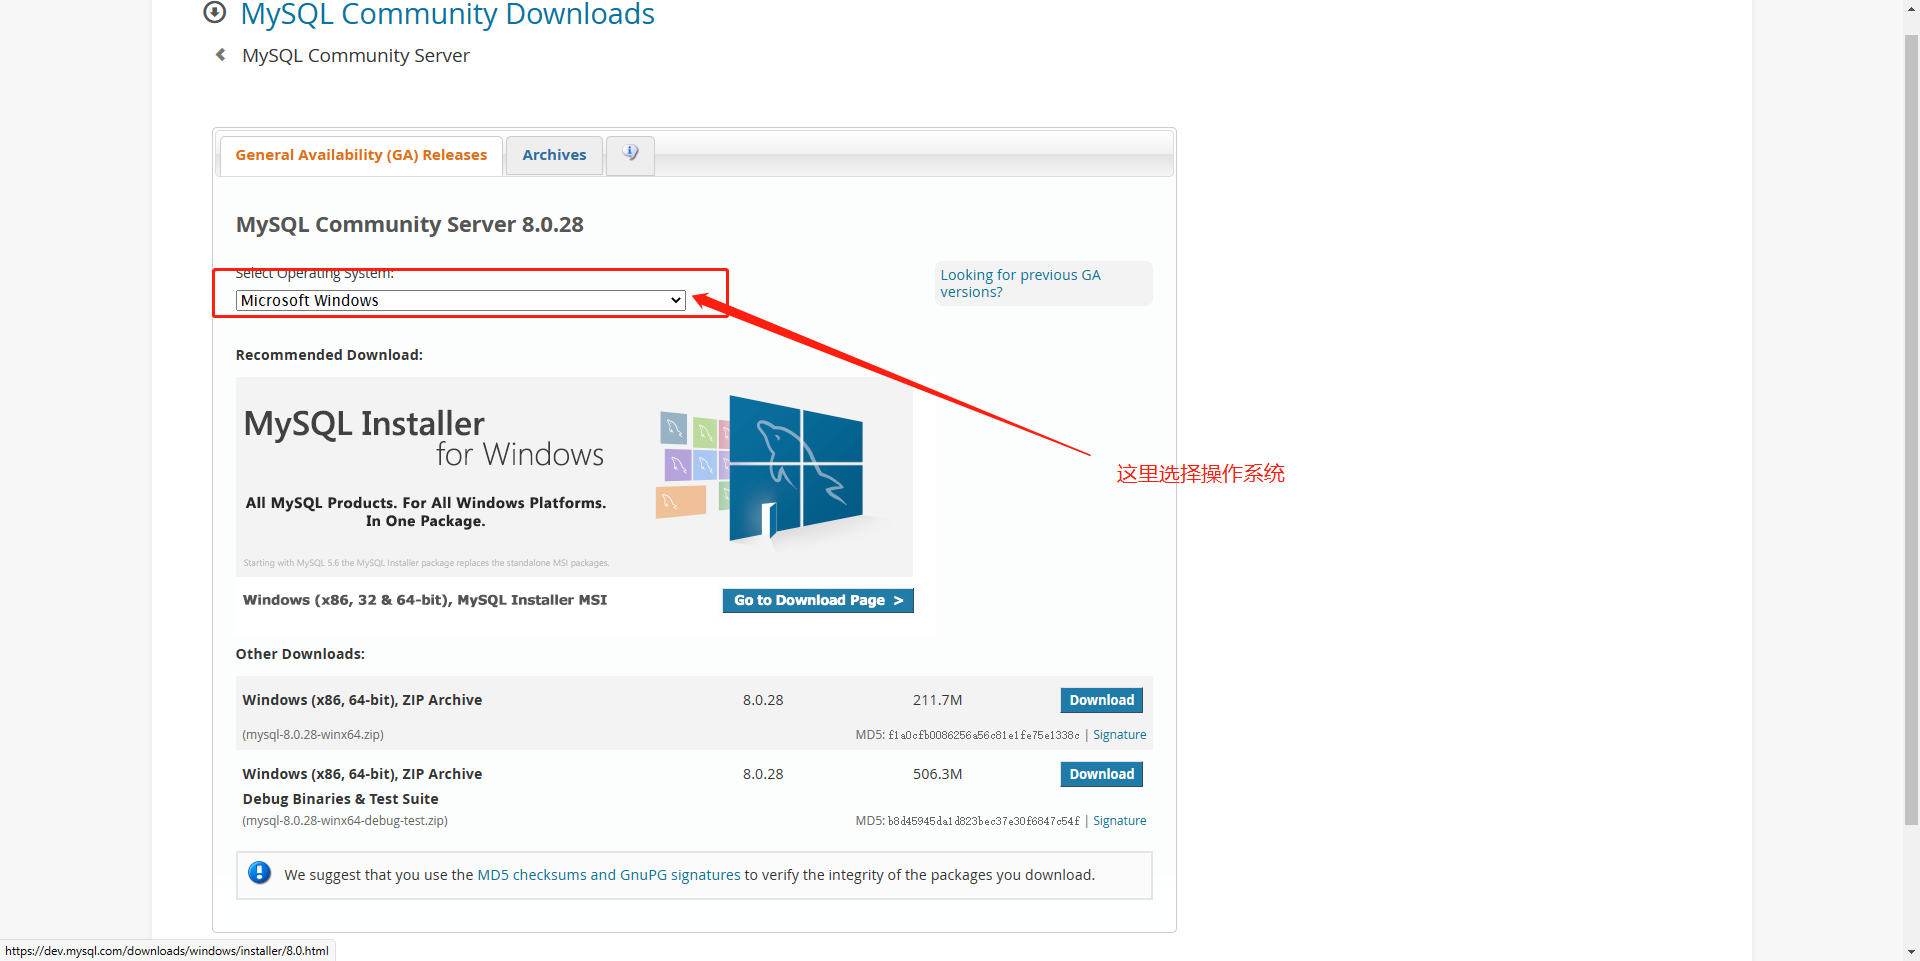 MySQL Community Downloads
MySQL Community Server
General Availability (GA) Releases
Archives
MySQL Community Server 8.0.28
Select Operating System:
Microsoft Windows
Looking for previous GA
versions?
这里选择操作系统
Recommended Download:
MySQL Installer
for Windows
All MySQL Products. For All Windows Platforms.
In One Package.
Starting with MySQL 5.6 the MySQL Installer package replaces the standalone MSI packages.
Windows (x86, 32 & 64-bit), MySQL Installer MSI
Go to Download Page >
Other Downloads:
Windows (x86, 64-bit), ZIP Archive 8.0.28 211.7M Download
(mysql-8.0.28-winx64.zip) MD5: f1a0cfb0086256a56c81e1fe75e1338c | Signature
Windows (x86, 64-bit), ZIP Archive 8.0.28 506.3M Download
Debug Binaries & Test Suite
(mysql-8.0.28-winx64-debug-test.zip) MD5: b8d45945da1d823bec37e30f6847c54f | Signature
We suggest that you use the MD5 checksums and GnuPG signatures to verify the integrity of the packages you download.
https://dev.mysql.com/downloads/windows/installer/8.0.html